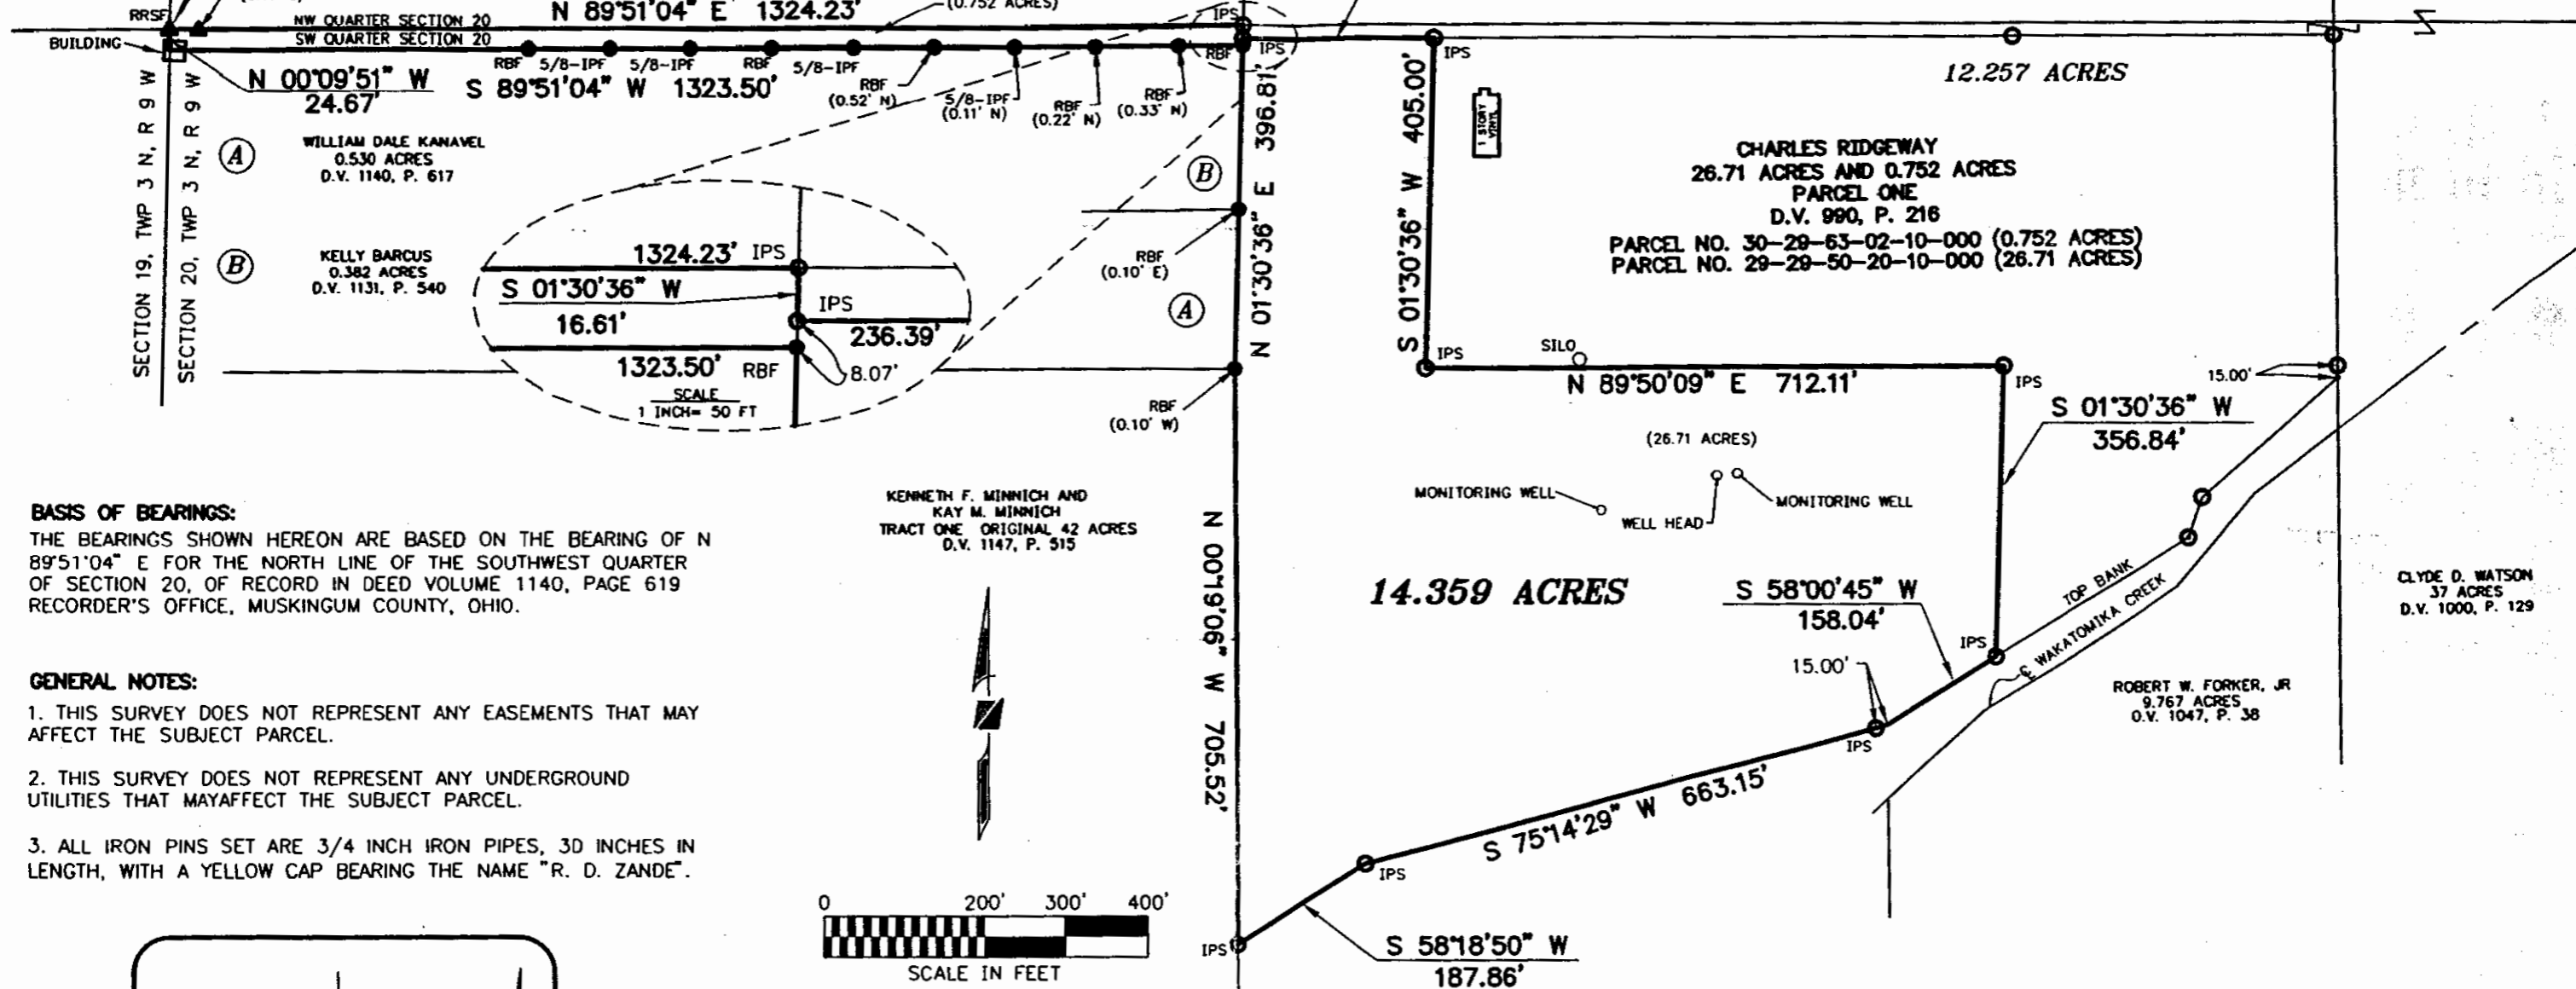 RRSF
NW QUARTER SECTION 20
SW QUARTER SECTION 20
N 89°51'04" E 1324.23'
(0.752 ACRES)
IPS
BUILDING
N 00°09'51" W
24.67'
RBF 5/8-IPF 5/8-IPF RBF 5/8-IPF
S 89°51'04" W 1323.50'
RBF
(0.52' N)
5/8-IPF
(0.11' N)
RBF
(0.22' N)
RBF
(0.33' N)
RBF
IPS
IPS
12.257 ACRES
1 STORY
VINYL
SECTION 19, TWP 3 N, R 9 W
SECTION 20, TWP 3 N, R 9 W
A
WILLIAM DALE KANAVEL
0.530 ACRES
D.V. 1140, P. 617
B
KELLY BARCUS
0.382 ACRES
D.V. 1131, P. 540
1324.23' IPS
S 01°30'36" W
16.61'
IPS
236.39'
1323.50' RBF
8.07'
SCALE
1 INCH= 50 FT
B
RBF
(0.10' E)
A
RBF
(0.10' W)
N 01°30'36" E 396.81'
S 01°30'36" W 405.00'
CHARLES RIDGEWAY
26.71 ACRES AND 0.752 ACRES
PARCEL ONE
D.V. 990, P. 216
PARCEL NO. 30-29-63-02-10-000 (0.752 ACRES)
PARCEL NO. 29-29-50-20-10-000 (26.71 ACRES)
IPS
SILO
N 89°50'09" E 712.11'
IPS
15.00'
S 01°30'36" W
356.84'
(26.71 ACRES)
MONITORING WELL
WELL HEAD
MONITORING WELL
BASIS OF BEARINGS:
THE BEARINGS SHOWN HEREON ARE BASED ON THE BEARING OF N
89°51'04" E FOR THE NORTH LINE OF THE SOUTHWEST QUARTER
OF SECTION 20, OF RECORD IN DEED VOLUME 1140, PAGE 619
RECORDER'S OFFICE, MUSKINGUM COUNTY, OHIO.
KENNETH F. MINNICH AND
KAY M. MINNICH
TRACT ONE ORIGINAL 42 ACRES
D.V. 1147, P. 515
N 00°19'06" W 705.52'
14.359 ACRES
S 58°00'45" W
158.04'
IPS
15.00'
IPS
TOP BANK
℄ WAKATOMIKA CREEK
CLYDE D. WATSON
37 ACRES
D.V. 1000, P. 129
ROBERT W. FORKER, JR
9.767 ACRES
O.V. 1047, P. 38
GENERAL NOTES:
1. THIS SURVEY DOES NOT REPRESENT ANY EASEMENTS THAT MAY
AFFECT THE SUBJECT PARCEL.
2. THIS SURVEY DOES NOT REPRESENT ANY UNDERGROUND
UTILITIES THAT MAYAFFECT THE SUBJECT PARCEL.
3. ALL IRON PINS SET ARE 3/4 INCH IRON PIPES, 3D INCHES IN
LENGTH, WITH A YELLOW CAP BEARING THE NAME "R. D. ZANDE".
S 75°14'29" W 663.15'
IPS
IPS
S 58°18'50" W
187.86'
0 200' 300' 400'
SCALE IN FEET